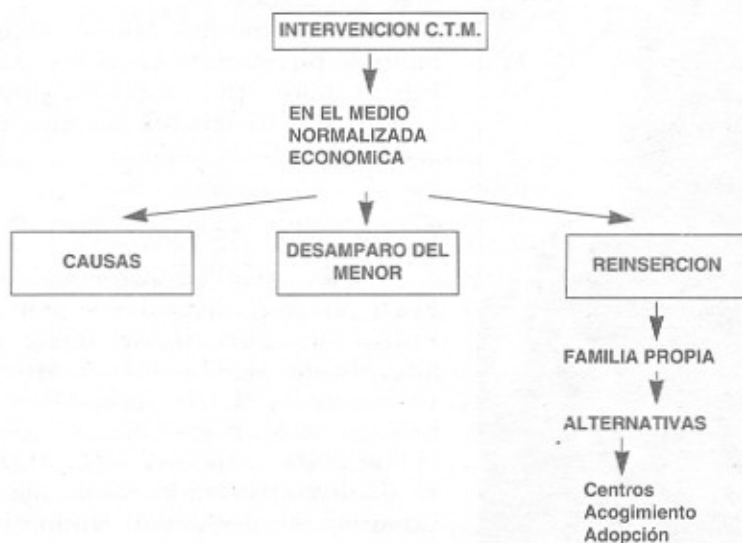 INTERVENCION C.T.M.
EN EL MEDIO
NORMALIZADA
ECONOMiCA
CAUSAS
DESAMPARO DEL
MENOR
REINSERCION
FAMILIA PROPIA
ALTERNATIVAS
Centros
Acogimiento
Adopción